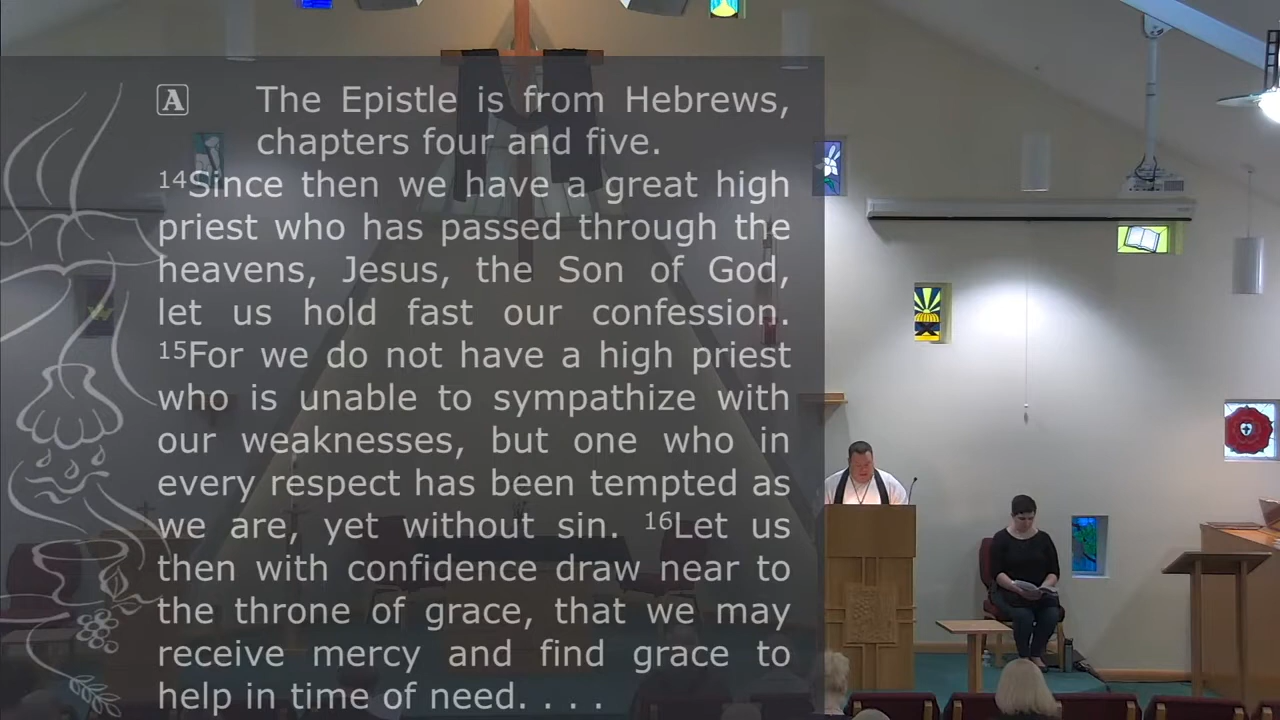 A The Epistle is from Hebrews,
chapters four and five.
14Since then we have a great high
priest who has passed through the
heavens, Jesus, the Son of God,
let us hold fast our confession.
15For we do not have a high priest
who is unable to sympathize with
our weaknesses, but one who in
every respect has been tempted as
we are, yet without sin. 16Let us
then with confidence draw near to
the throne of grace, that we may
receive mercy and find grace to
help in time of need. . . .